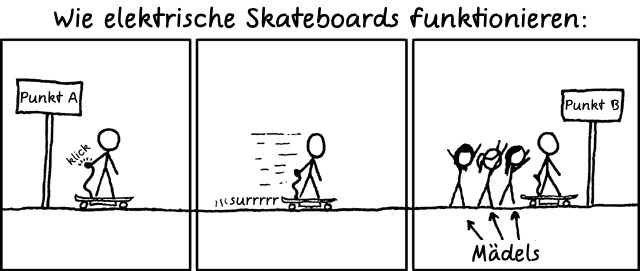 Wie elektrische Skateboards funktionieren:
Punkt A
klick
surrrrr
Punkt B
Mädels